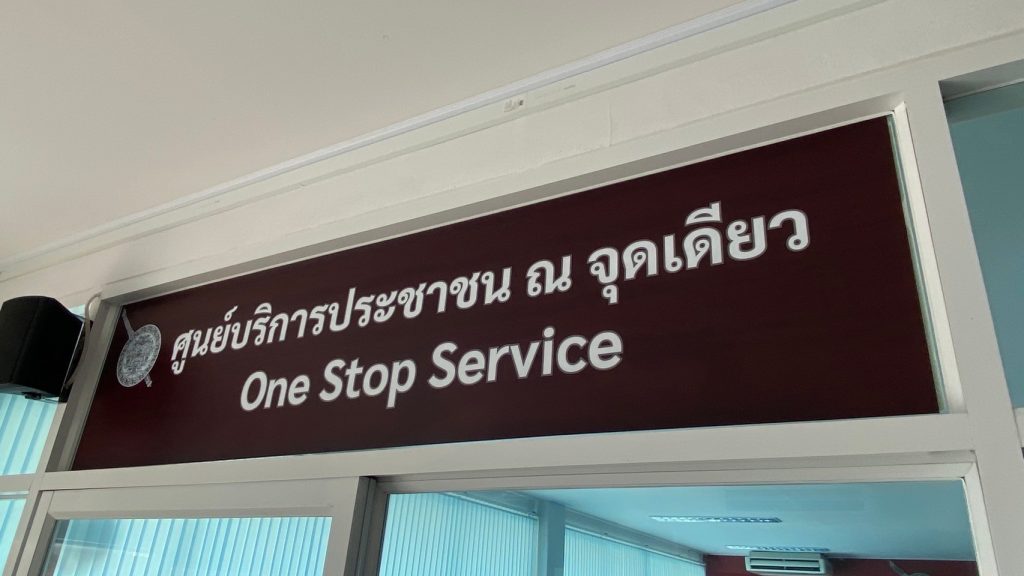 ศูนย์บริการประชาชน ณ จุดเดียว
One Stop Service